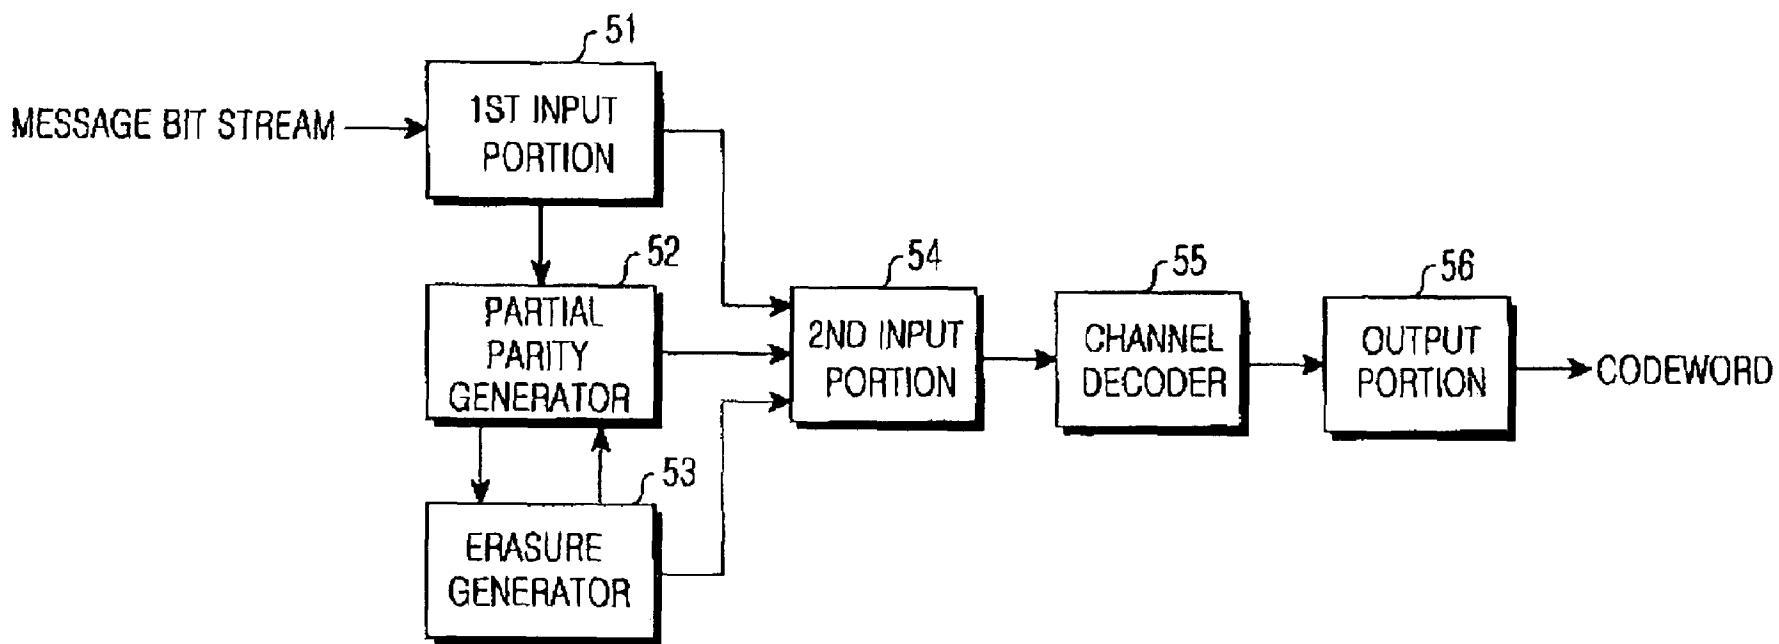 51
MESSAGE BIT STREAM
1ST INPUT
PORTION
52
PARTIAL
PARITY
GENERATOR
53
ERASURE
GENERATOR
54
2ND INPUT
PORTION
55
CHANNEL
DECODER
56
OUTPUT
PORTION
CODEWORD